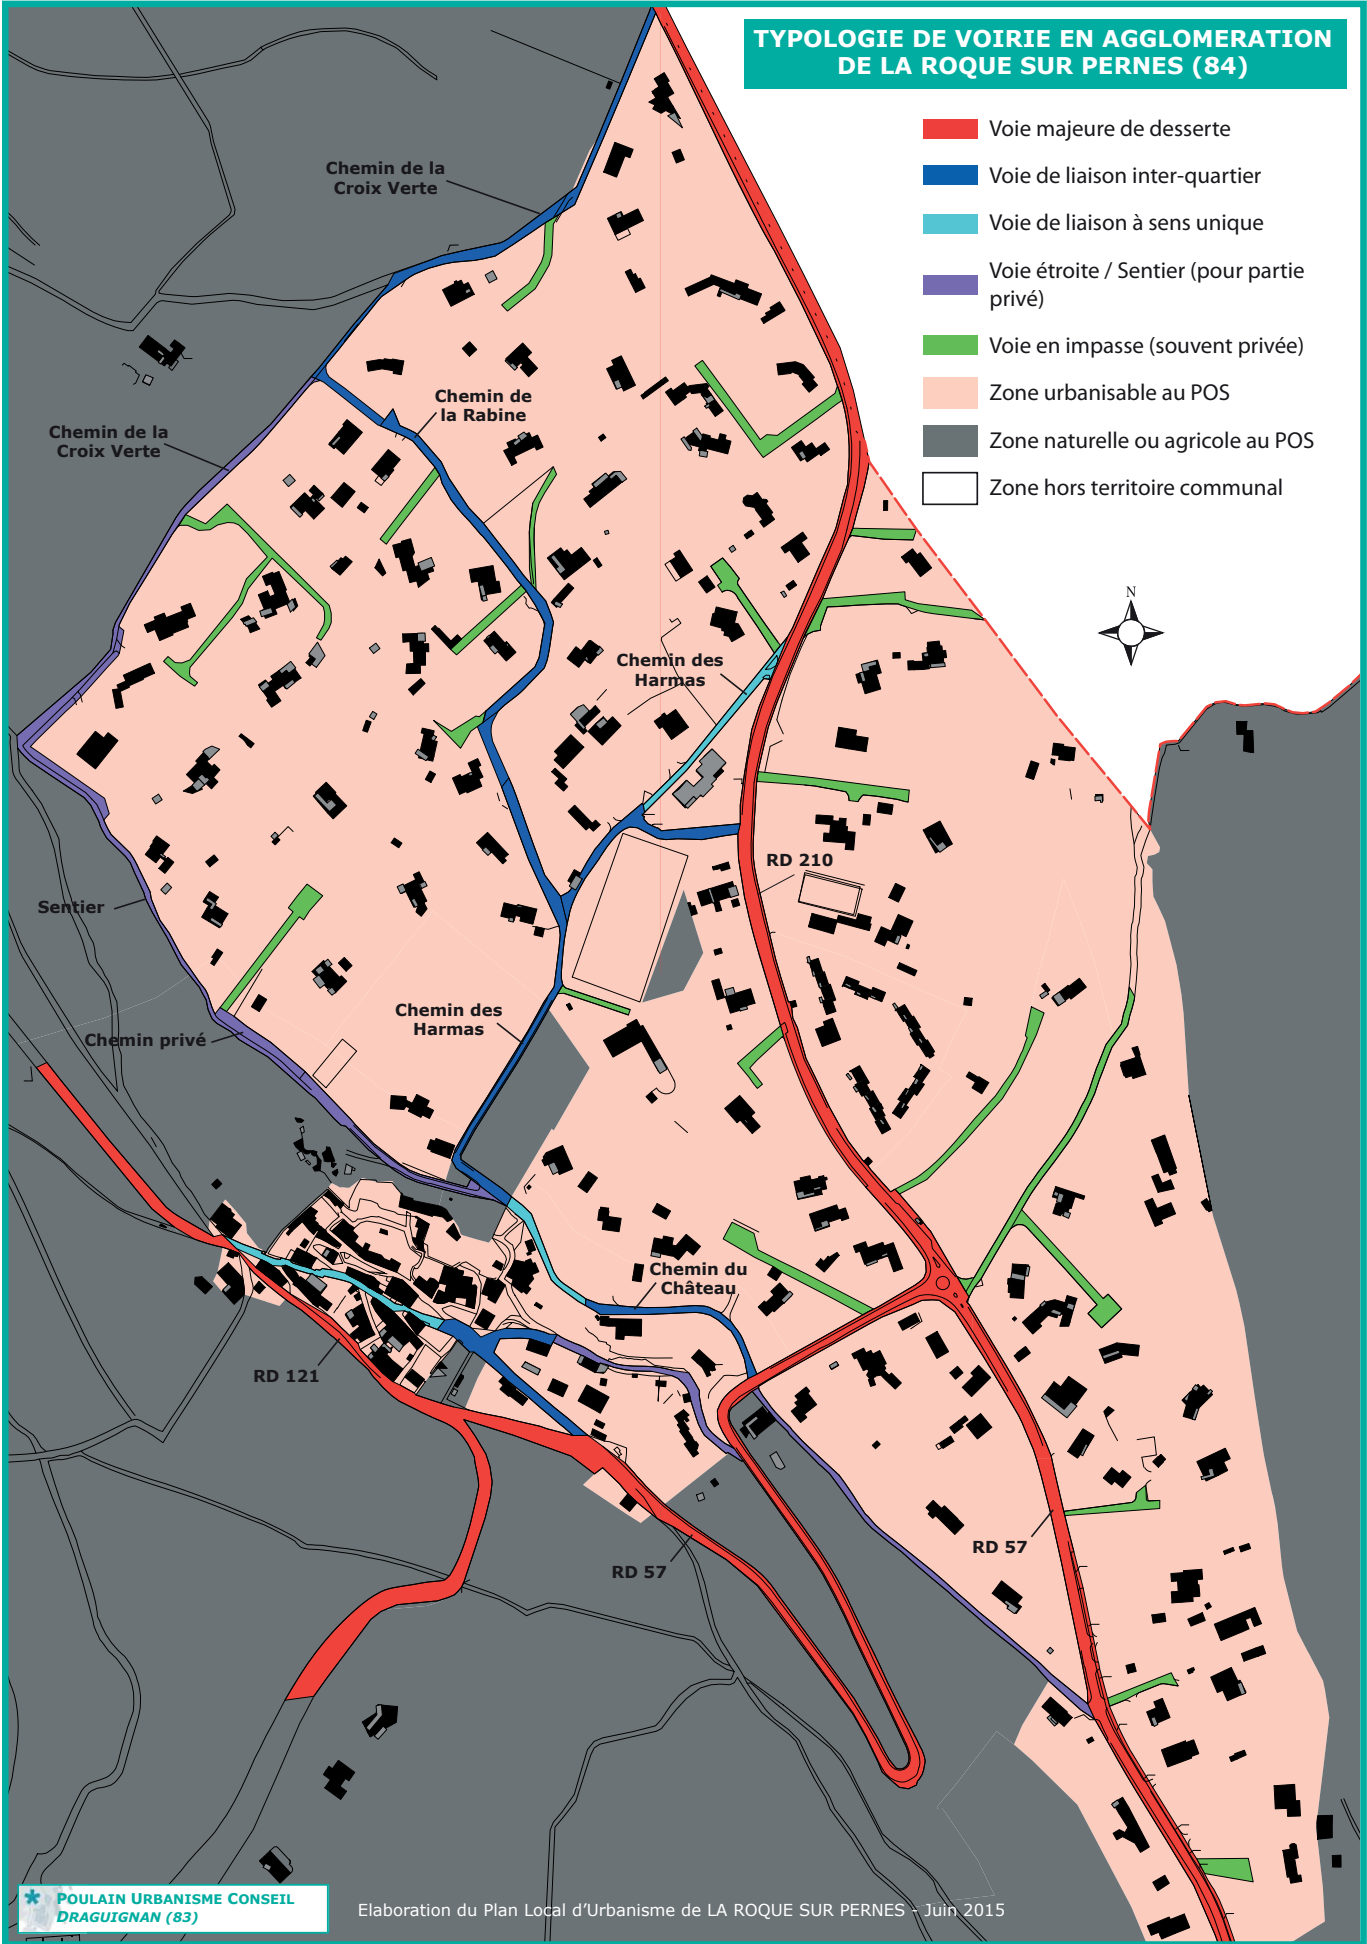 TYPOLOGIE DE VOIRIE EN AGGLOMERATION
DE LA ROQUE SUR PERNES (84)
Voie majeure de desserte
Voie de liaison inter-quartier
Voie de liaison à sens unique
Voie étroite / Sentier (pour partie
privé)
Voie en impasse (souvent privée)
Zone urbanisable au POS
Zone naturelle ou agricole au POS
Zone hors territoire communal
N
Chemin de la
Croix Verte
Chemin de
la Rabine
Chemin de la
Croix Verte
Chemin des
Harmas
RD 210
Sentier
Chemin des
Harmas
Chemin privé
Chemin du
Château
RD 121
RD 57
RD 57
POULAIN URBANISME CONSEIL
DRAGUIGNAN (83)
Elaboration du Plan Local d'Urbanisme de LA ROQUE SUR PERNES - Juin 2015